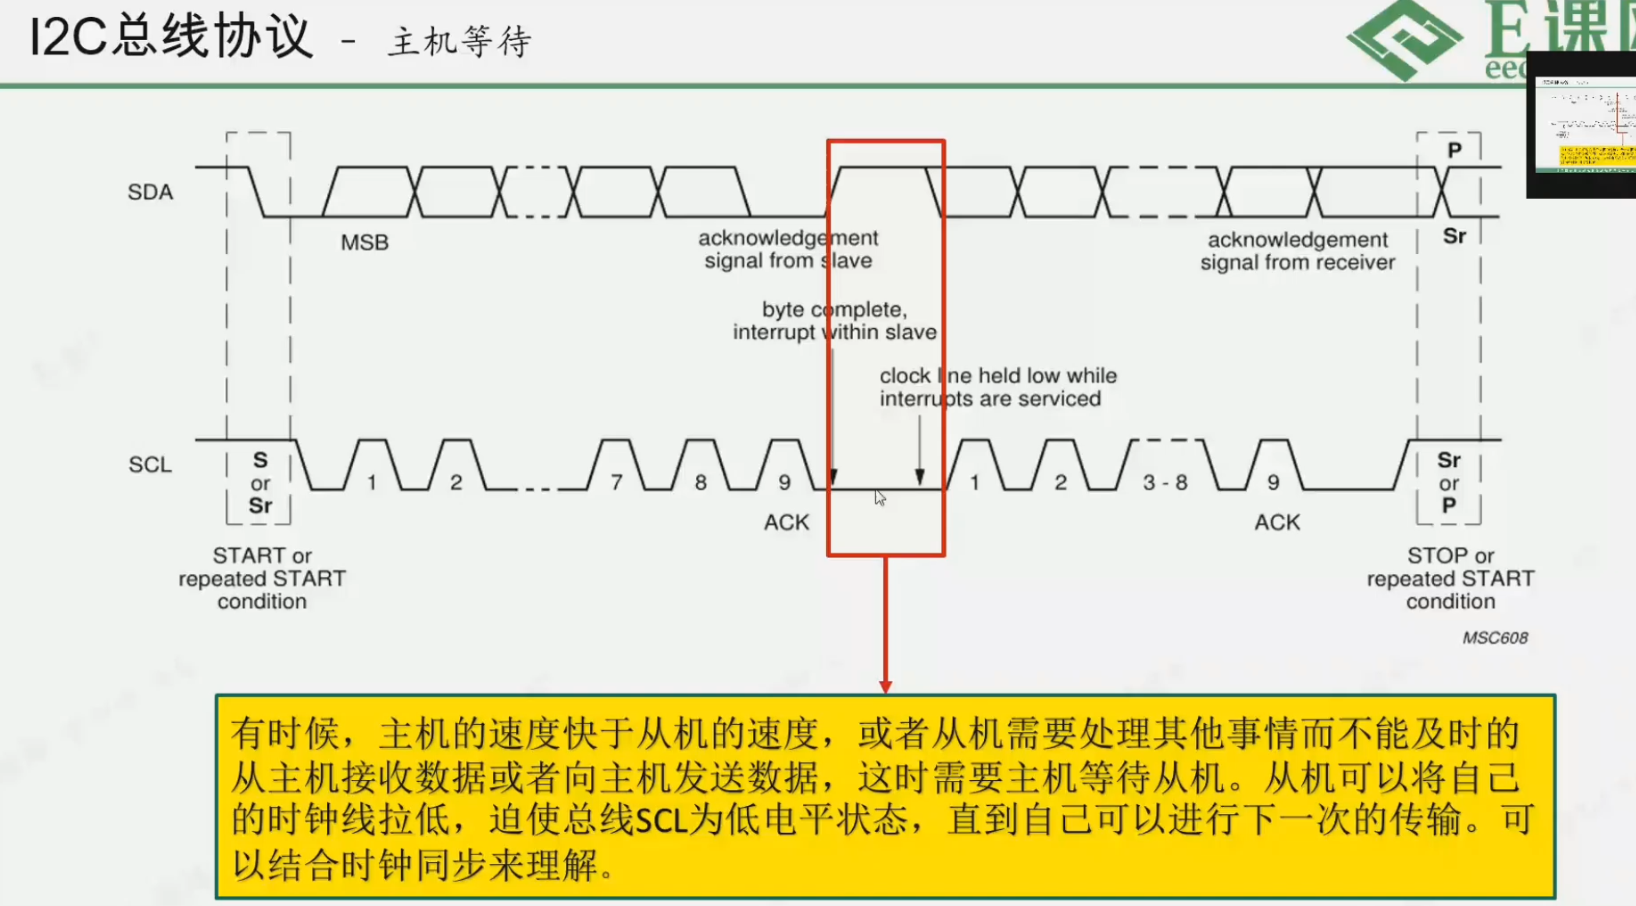 I2C总线协议 - 主机等待
E课网
SDA
MSB
acknowledgement
signal from slave
byte complete,
interrupt within slave
clock line held low while
interrupts are serviced
acknowledgement
signal from receiver
P
Sr
SCL
S
or
Sr
1
2
7
8
9
ACK
1
2
3 - 8
9
ACK
Sr
or
P
START or
repeated START
condition
STOP or
repeated START
condition
MSC608
有时候，主机的速度快于从机的速度，或者从机需要处理其他事情而不能及时的
从主机接收数据或者向主机发送数据，这时需要主机等待从机。从机可以将自己
的时钟线拉低，迫使总线SCL为低电平状态，直到自己可以进行下一次的传输。可
以结合时钟同步来理解。